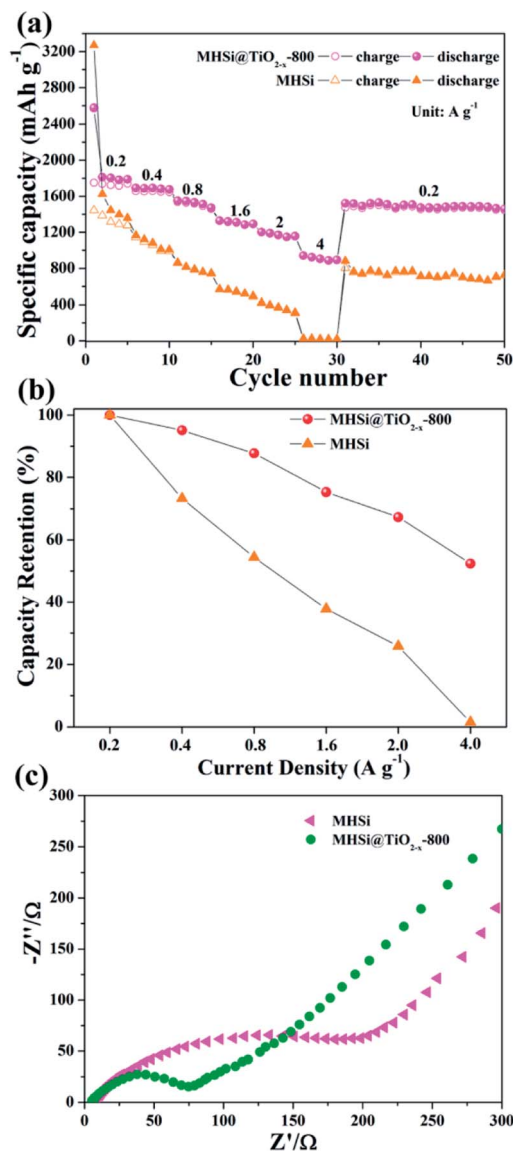 (a)
MHSi@TiO2-x-800 charge discharge
MHSi charge discharge
Unit: A g-1
0.2 0.4 0.8 1.6 2 4 0.2
3200
2800
2400
2000
1600
1200
800
400
0
Specific capacity (mAh g-1)
0 10 20 30 40 50
Cycle number
(b)
MHSi@TiO2-x-800
MHSi
100
80
60
40
20
0
Capacity Retention (%)
0.2 0.4 0.8 1.6 2.0 4.0
Current Density (A g-1)
(c)
MHSi
MHSi@TiO2-x-800
300
250
200
150
100
50
0
-Z''/Ω
0 50 100 150 200 250 300
Z'/Ω